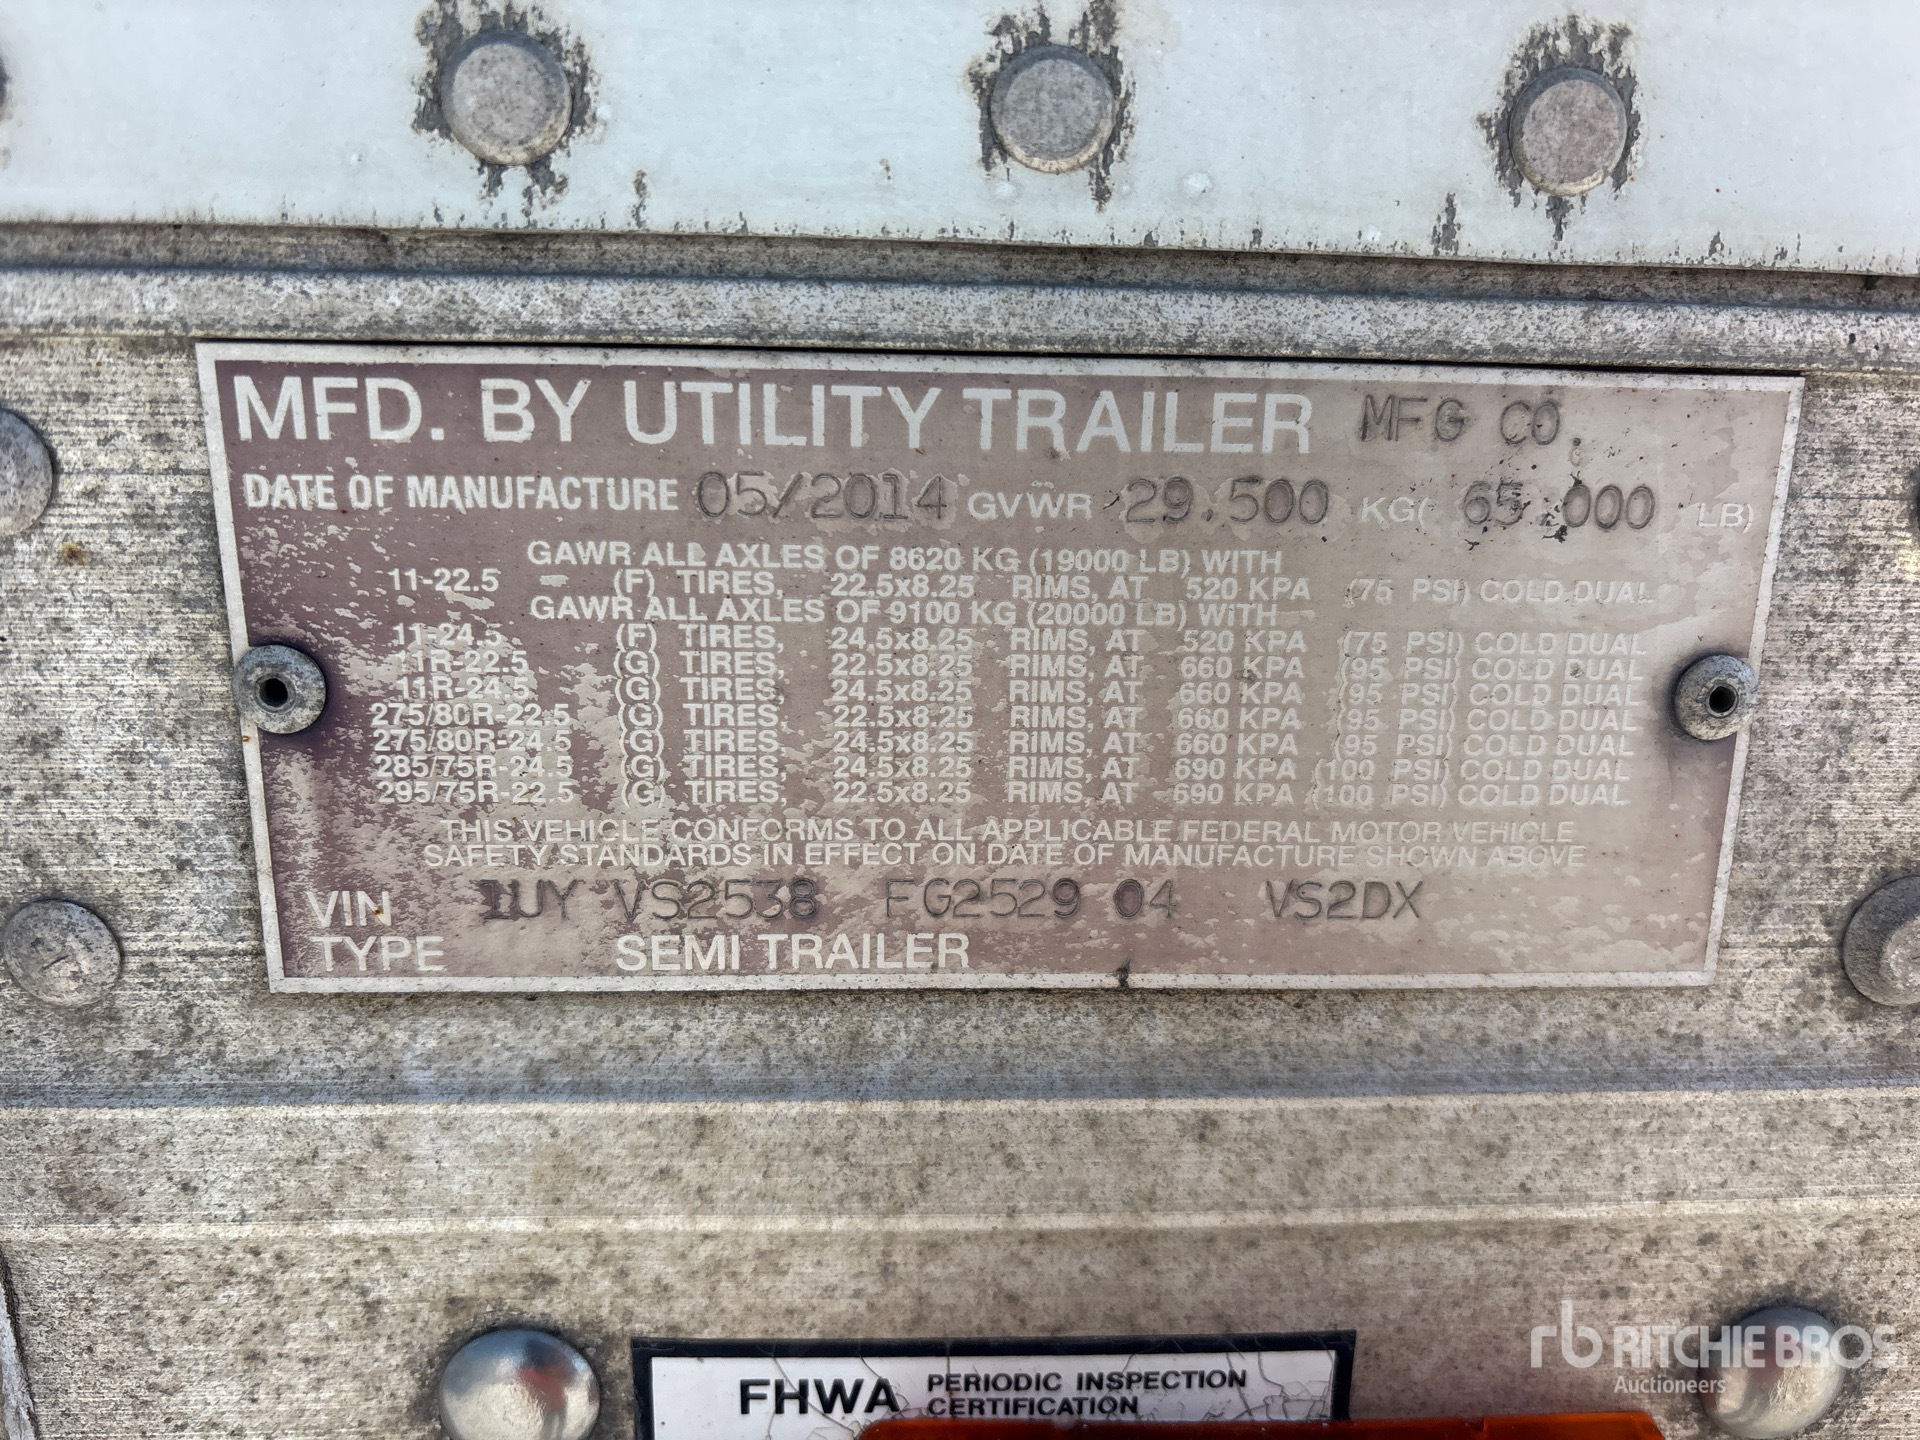 MFD. BY UTILITY TRAILER MFG CO.
DATE OF MANUFACTURE 05/2014 GVWR 29.500 KG( 65.000 LB)
GAWR ALL AXLES OF 8620 KG (19000 LB) WITH
11-22.5 – (F) TIRES, 22.5x8.25 RIMS, AT 520 KPA (75 PSI) COLD DUAL
GAWR ALL AXLES OF 9100 KG (20000 LB) WITH
11-24.5 (F) TIRES, 24.5x8.25 RIMS, AT 520 KPA (75 PSI) COLD DUAL
11R-22.5 (G) TIRES, 22.5x8.25 RIMS, AT 660 KPA (95 PSI) COLD DUAL
11R-24.5 (G) TIRES, 24.5x8.25 RIMS, AT 660 KPA (95 PSI) COLD DUAL
275/80R-22.5 (G) TIRES, 22.5x8.25 RIMS, AT 660 KPA (95 PSI) COLD DUAL
275/80R-24.5 (G) TIRES, 24.5x8.25 RIMS, AT 660 KPA (95 PSI) COLD DUAL
285/75R-24.5 (G) TIRES, 24.5x8.25 RIMS, AT 690 KPA (100 PSI) COLD DUAL
295/75R-22.5 (G) TIRES, 22.5x8.25 RIMS, AT 690 KPA (100 PSI) COLD DUAL
THIS VEHICLE CONFORMS TO ALL APPLICABLE FEDERAL MOTOR VEHICLE
SAFETY STANDARDS IN EFFECT ON DATE OF MANUFACTURE SHOWN ABOVE
VIN 1UY VS2538 FG2529 04 VS2DX
TYPE SEMI TRAILER
FHWA PERIODIC INSPECTION
CERTIFICATION
rb RITCHIE BROS
Auctioneers